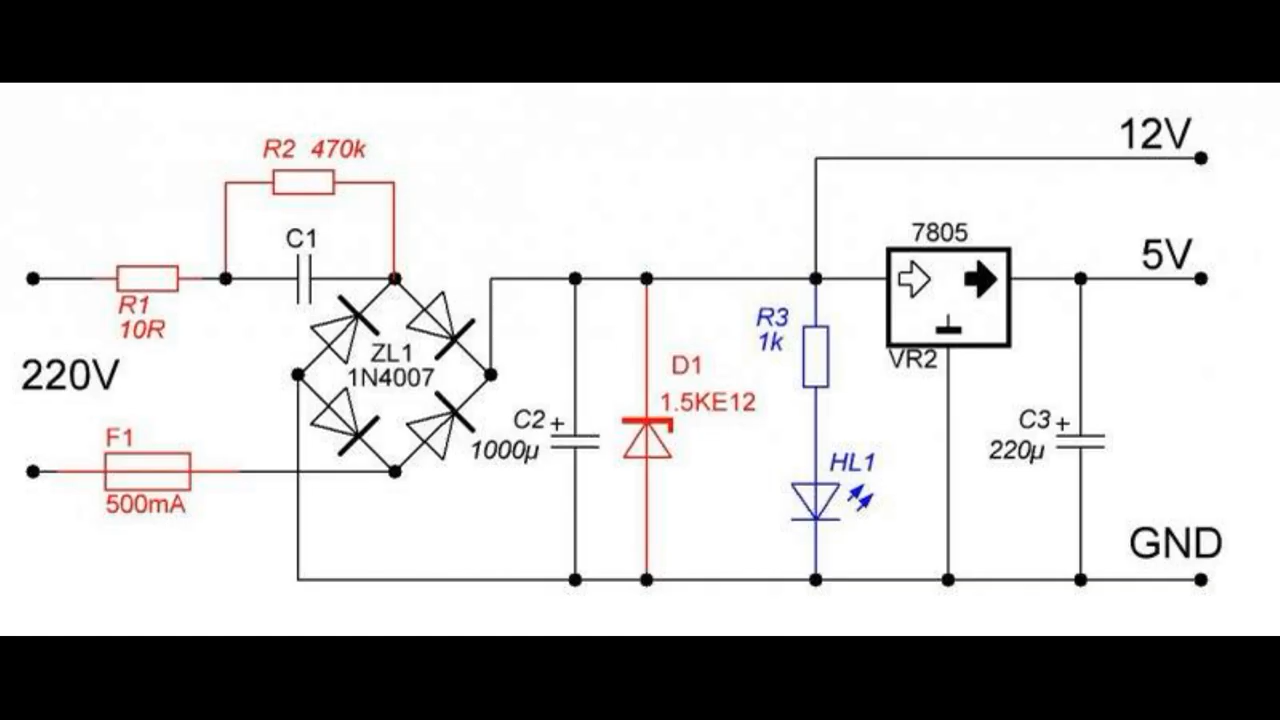 R2 470k
12V
C1
7805
5V
R1
10R
220V
ZL1
1N4007
R3
1k
VR2
D1
1.5KE12
F1
500mA
C2 +
1000µ
HL1
C3 +
220µ
GND